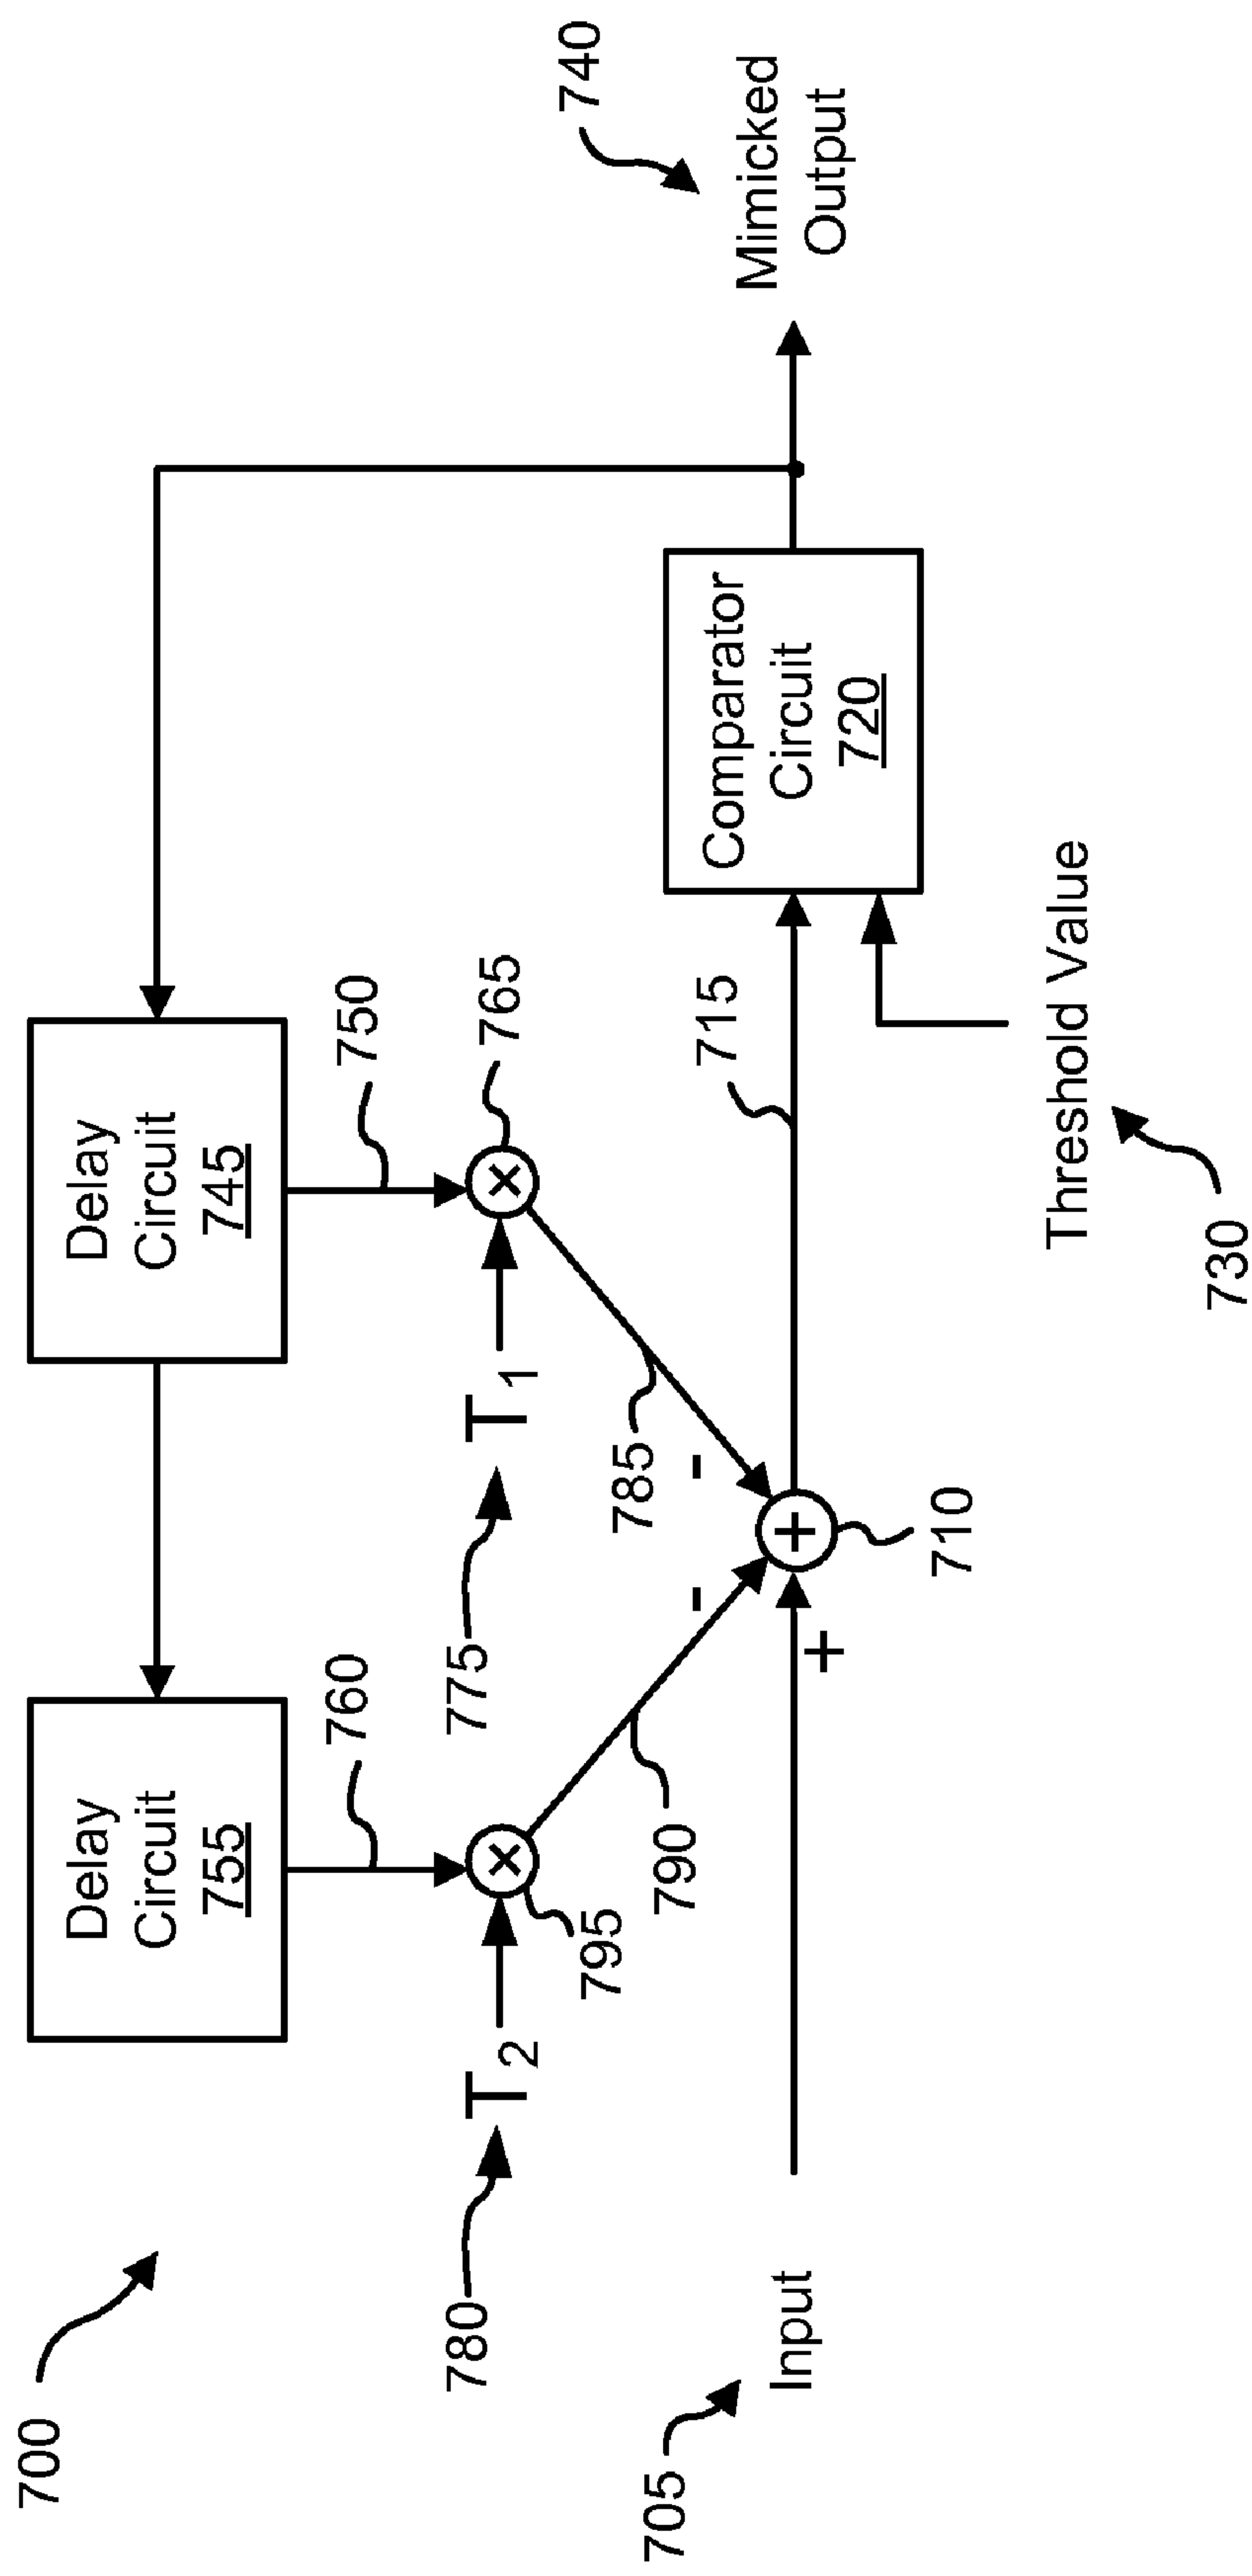 700
Delay
Circuit
755
Delay
Circuit
745
760
750
780
T2
795
775
T1
765
790
785
740
705
Input
+
-
-
+
710
715
Comparator
Circuit
720
Mimicked
Output
Threshold Value
730